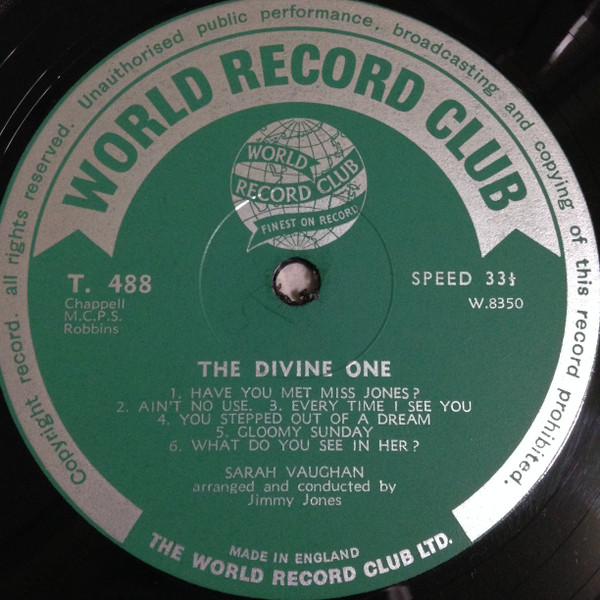 Copyright record. all rights reserved. Unauthorised public performance, broadcasting and copying of this record prohibited.
WORLD RECORD CLUB
WORLD
RECORD CLUB
FINEST ON RECORD
T. 488
SPEED 33⅓
Chappell
W.8350
M.C.P.S.
Robbins
THE DIVINE ONE
1. HAVE YOU MET MISS JONES?
2. AIN'T NO USE. 3. EVERY TIME I SEE YOU
4. YOU STEPPED OUT OF A DREAM
5. GLOOMY SUNDAY
6. WHAT DO YOU SEE IN HER?
SARAH VAUGHAN
arranged and conducted by
Jimmy Jones
MADE IN ENGLAND
THE WORLD RECORD CLUB LTD.